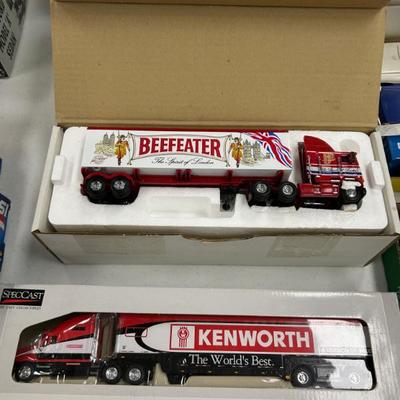 BEEFEATER
The Spirit of London
SPECCAST
KENWORTH
The World's Best.